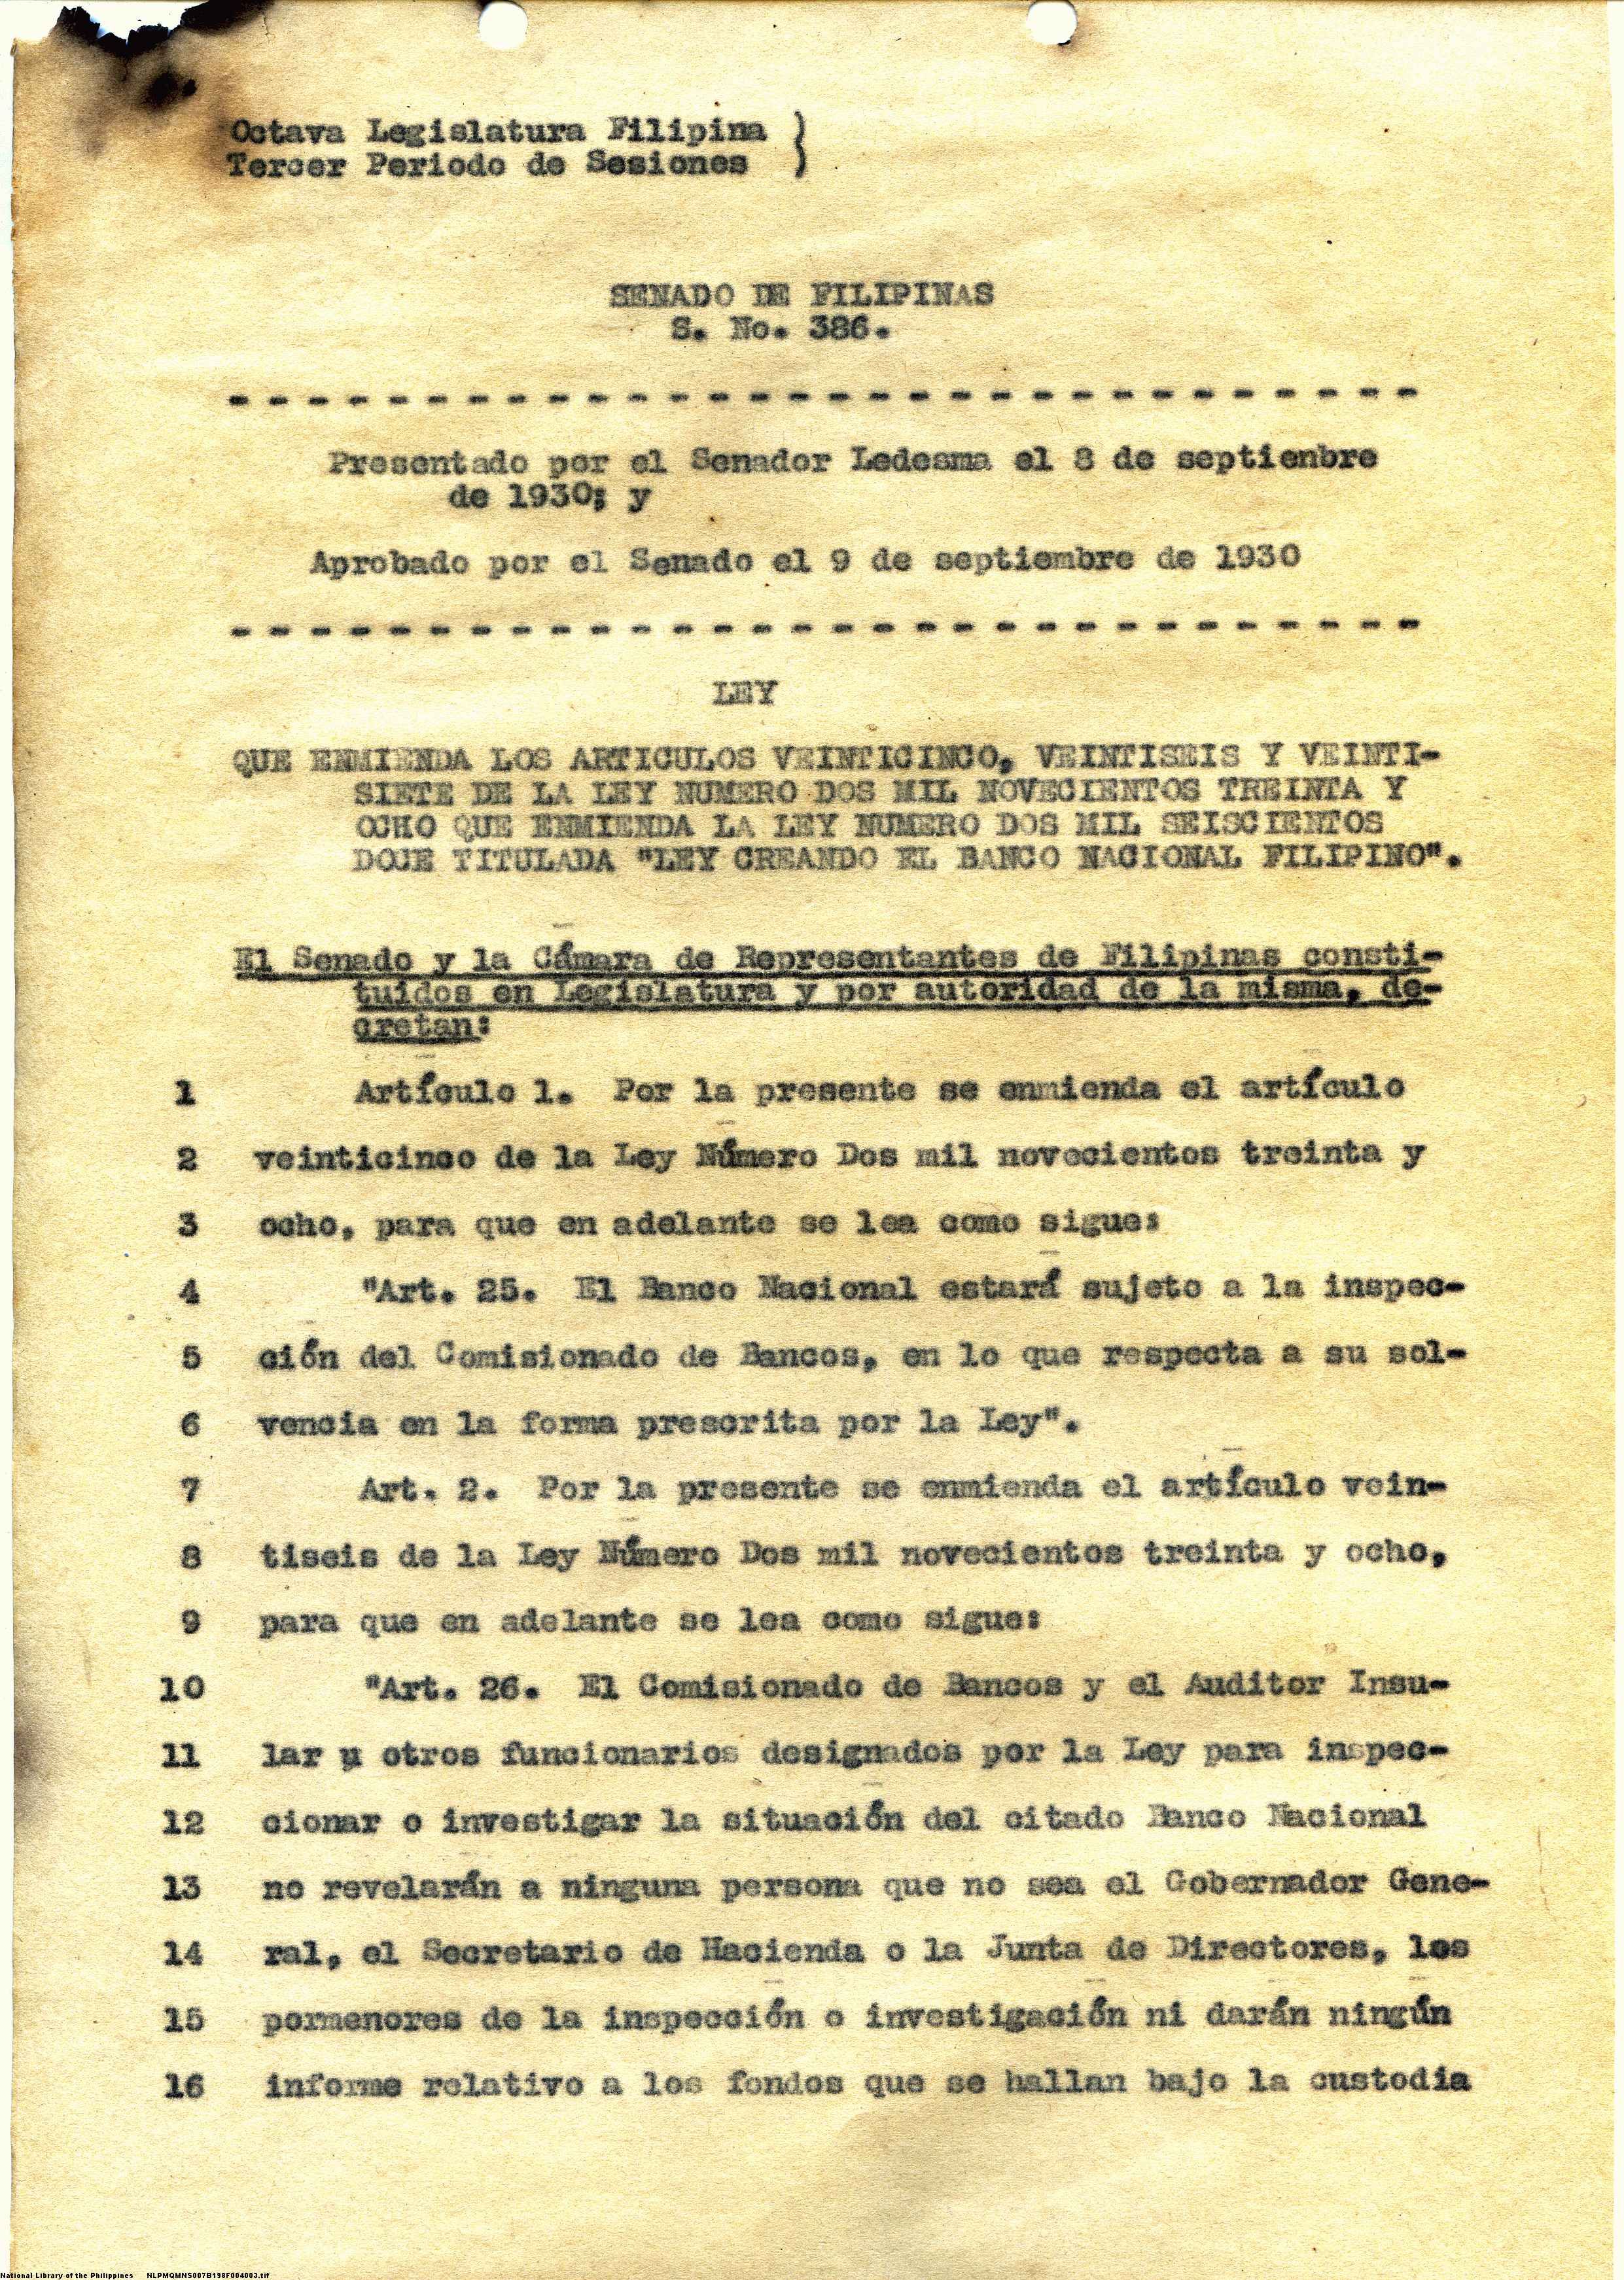 Octava Legislatura Filipina )
Tercer Periodo de Sesiones )
SENADO DE FILIPINAS
S. No. 386.
- - - - - - - - - - - - - - - - - - - - - - - - - - - - - -
Presentado por el Senador Ledesma el 8 de septienbre
de 1930; y
Aprobado por el Senado el 9 de septiembre de 1930
- - - - - - - - - - - - - - - - - - - - - - - - - - - - - -
LEY
QUE ENMIENDA LOS ARTICULOS VEINTICINCO, VEINTISEIS Y VEINTI-
SIETE DE LA LEY NUMERO DOS MIL NOVECIENTOS TREINTA Y
OCHO QUE ENMIENDA LA LEY NUMERO DOS MIL SEISCIENTOS
DOCE TITULADA "LEY CREANDO EL BANCO NACIONAL FILIPINO".
El Senado y la Cámara de Representantes de Filipinas consti-
tuidos en Legislatura y por autoridad de la misma, de-
cretan:
1 Artículo 1. Por la presente se enmienda el artículo
2 veinticinco de la Ley Número Dos mil novecientos treinta y
3 ocho, para que en adelante se lea como sigue:
4 "Art. 25. El Banco Nacional estará sujeto a la inspec-
5 ción del Comisionado de Bancos, en lo que respecta a su sol-
6 vencia en la forma prescrita por la Ley".
7 Art. 2. Por la presente se enmienda el artículo vein-
8 tiseis de la Ley Número Dos mil novecientos treinta y ocho,
9 para que en adelante se lea como sigue:
10 "Art. 26. El Comisionado de Bancos y el Auditor Insu-
11 lar u otros funcionarios designados por la Ley para inspec-
12 cionar o investigar la situación del citado Banco Nacional
13 no revelarán a ninguna persona que no sea el Gobernador Gene-
14 ral, el Secretario de Hacienda o la Junta de Directores, los
15 pormenores de la inspección o investigación ni darán ningún
16 informe relativo a los fondos que se hallan bajo la custodia
National Library of the Philippines NLPMQMNS007B198F004003.tif